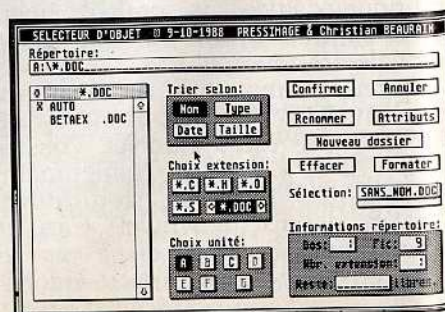 SELECTEUR D'OBJET 9-10-1988 PRESSIMAGE & Christian BEAURAIN
Répertoire:
A:\*.DOC
*.DOC
AUTO
BETAEX .DOC
Trier selon:
Nom Type
Date Taille
Choix extension:
*.C *.H *.O
*.S *.DOC
Choix unité:
A B C D
E F G
Confirmer Annuler
Renommer Attributs
Nouveau dossier
Effacer Formater
Sélection: SANS_NOM.DOC
Informations répertoire:
Dos: 1 Fic: 9
Nbr. extension: 1
Reste: libres.